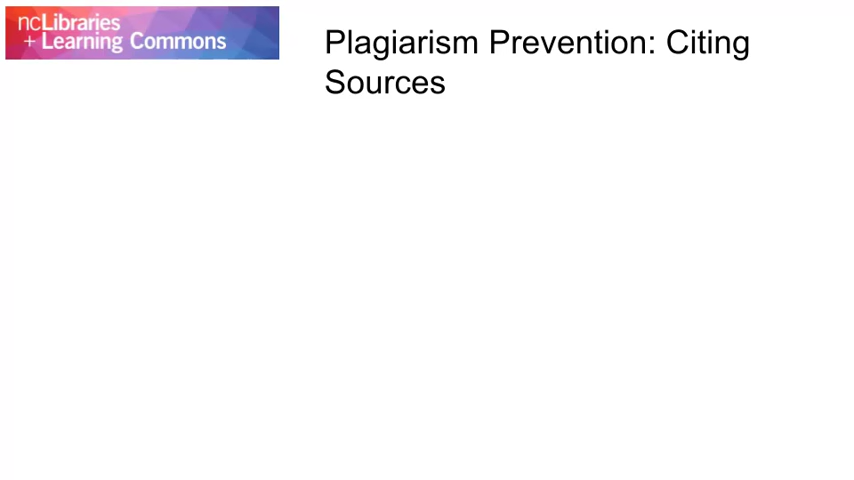 ncLibraries
+ Learning Commons
Plagiarism Prevention: Citing
Sources